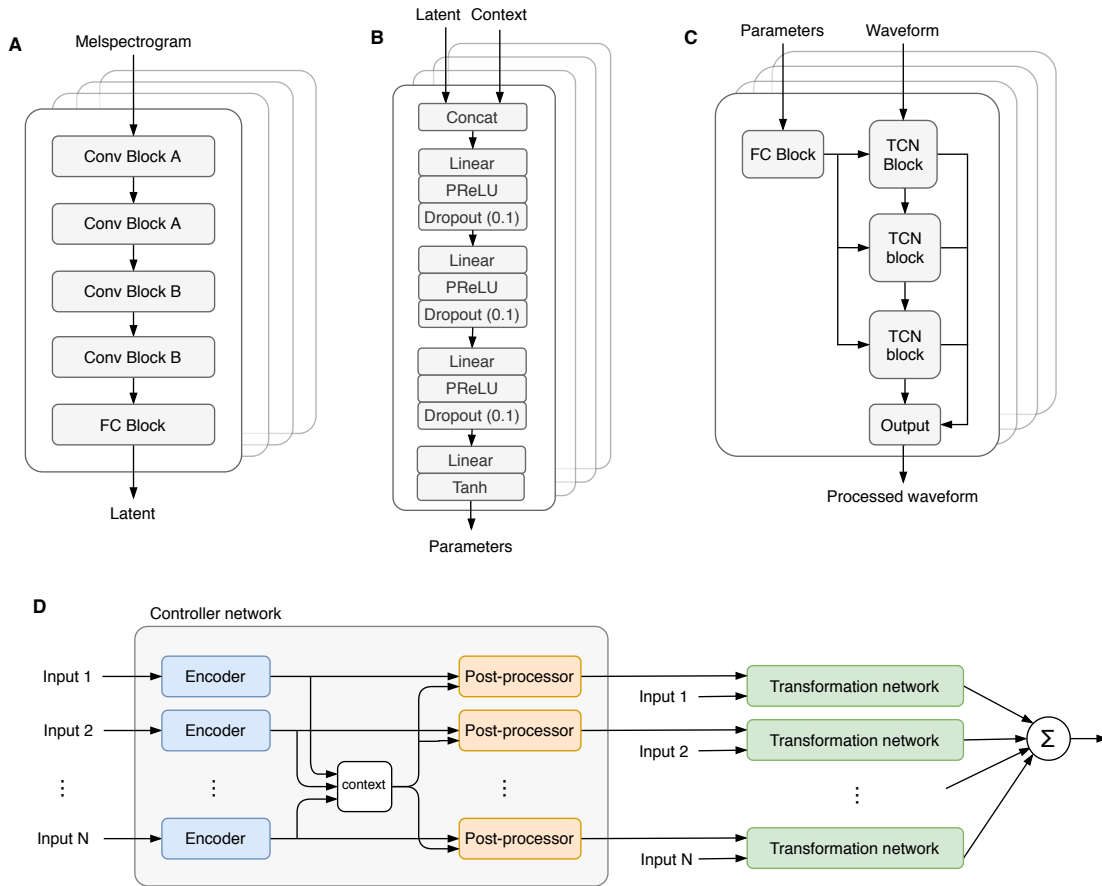 A
Melspectrogram
Conv Block A
Conv Block A
Conv Block B
Conv Block B
FC Block
Latent
B
Latent
Context
Concat
Linear
PReLU
Dropout (0.1)
Linear
PReLU
Dropout (0.1)
Linear
PReLU
Dropout (0.1)
Linear
Tanh
Parameters
C
Parameters
Waveform
FC Block
TCN
Block
TCN
block
TCN
block
Output
Processed waveform
D
Controller network
Input 1
Encoder
Post-processor
Input 1
Transformation network
Input 2
Encoder
Post-processor
Input 2
Transformation network
Σ
⋮
⋮
context
⋮
⋮
Input N
Encoder
Post-processor
Input N
Transformation network